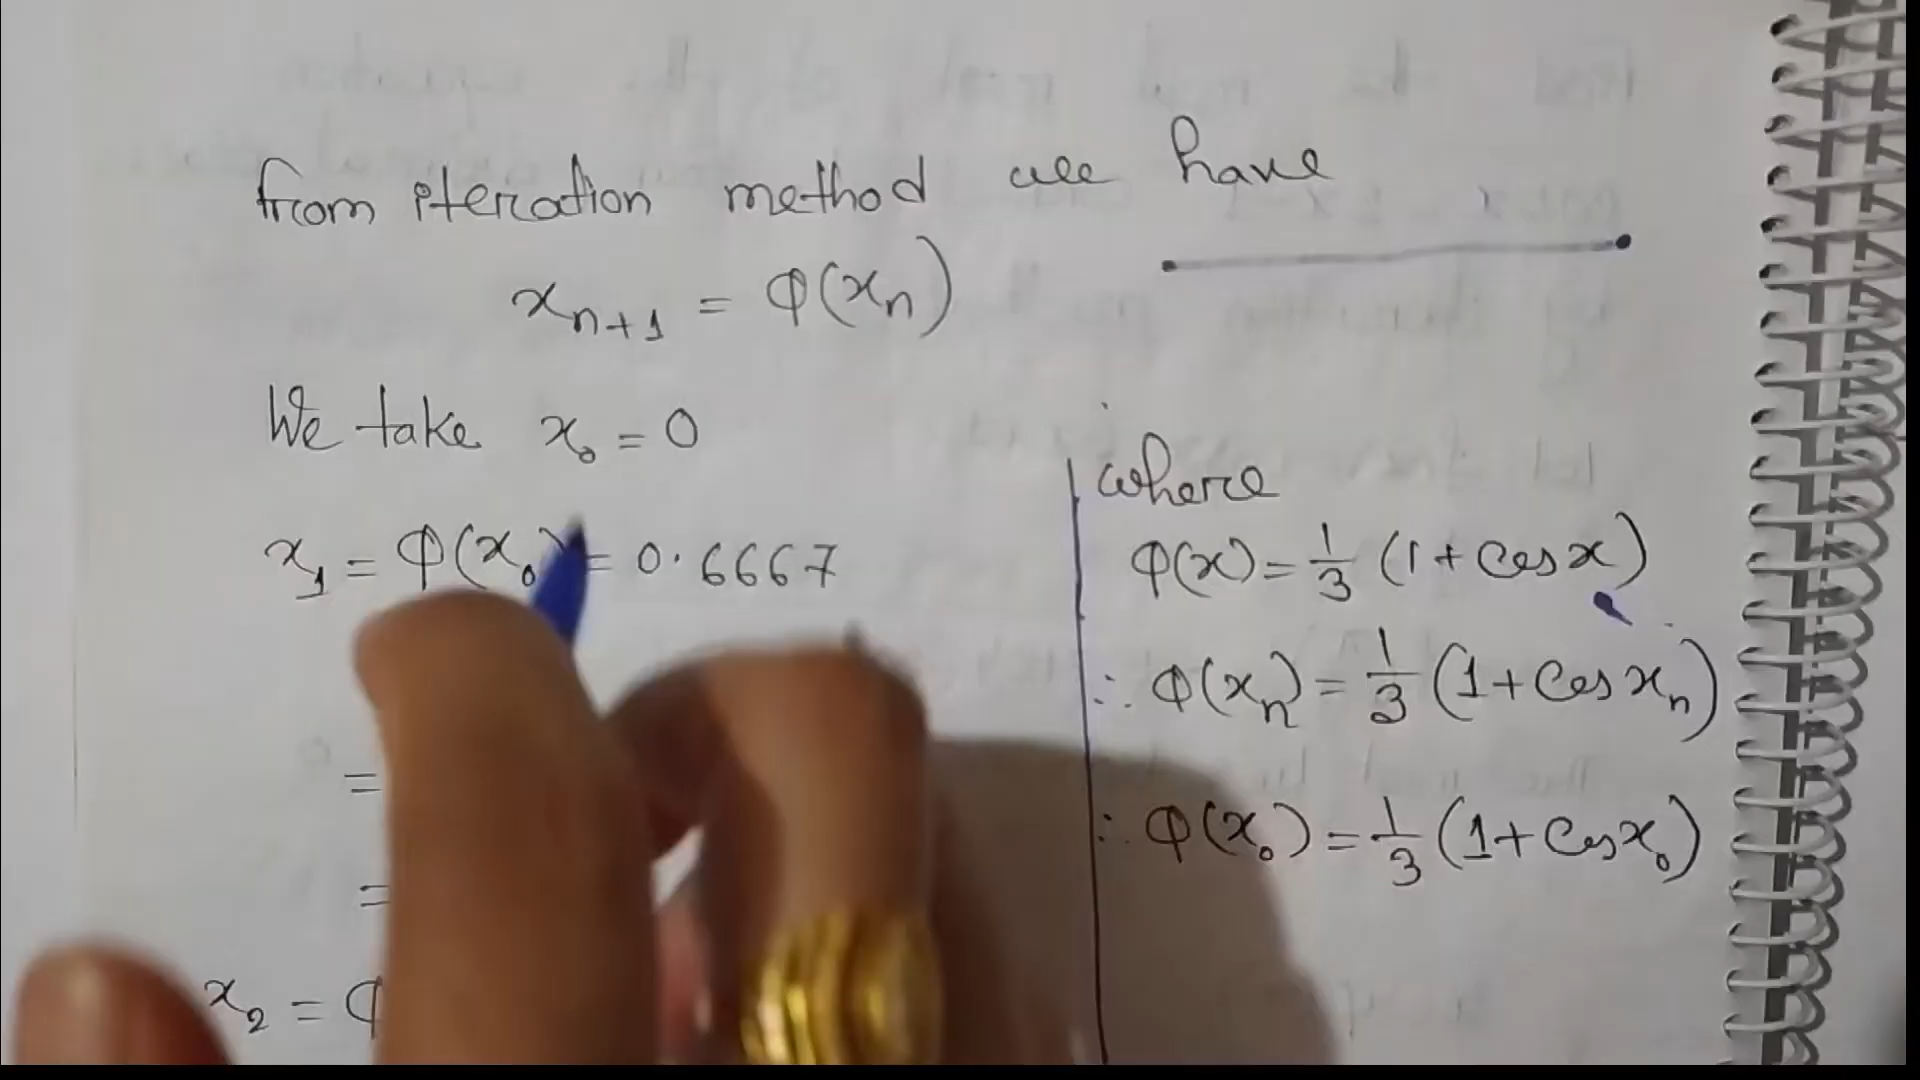 from iteration method we have
xₙ₊₁ = φ(xₙ)
We take x₀ = 0
x₁ = φ(x₀) = 0.6667
=
=
x₂ = φ
where
φ(x) = 1/3 (1 + cos x)
∴ φ(xₙ) = 1/3 (1 + cos xₙ)
∴ φ(x₀) = 1/3 (1 + cos x₀)